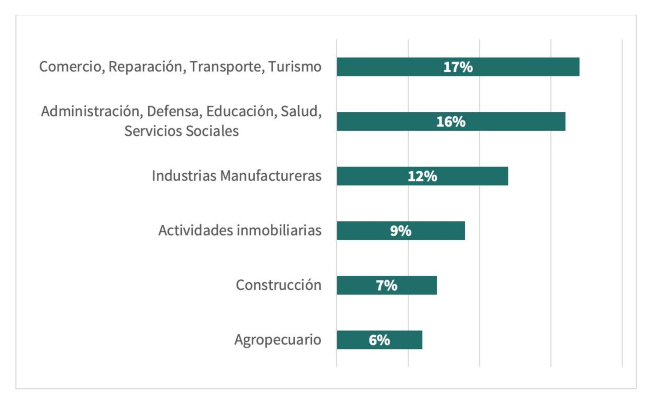 Comercio, Reparación, Transporte, Turismo
17%
Administración, Defensa, Educación, Salud,
Servicios Sociales
16%
Industrias Manufactureras
12%
Actividades inmobiliarias
9%
Construcción
7%
Agropecuario
6%